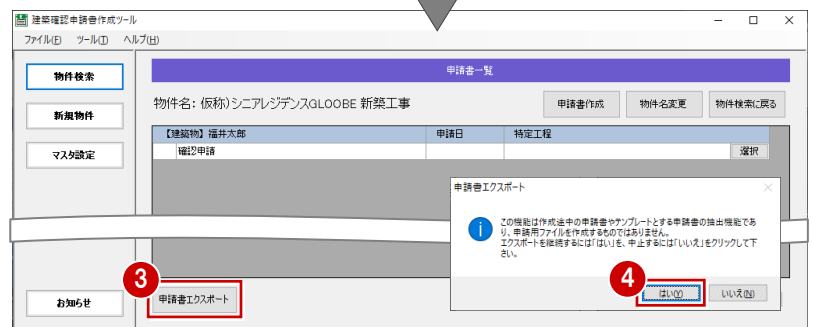 建築確認申請書作成ツール
ファイル(F) ツール(T) ヘルプ(H)
物件検索
新規物件
マスタ設定
お知らせ
申請書一覧
物件名: 仮称)シニアレジデンスGLOOBE 新築工事
申請書作成
物件名変更
物件検索に戻る
【建築物】福井太郎 申請日 特定工程
確認申請 選択
申請書エクスポート
この機能は作成途中の申請書やテンプレートとする申請書の抽出機能であ
り、申請用ファイルを作成するものではありません。
エクスポートを継続するには「はい」を、中止するには「いいえ」をクリックして下
さい。
4
はい(Y) いいえ(N)
3
申請書エクスポート